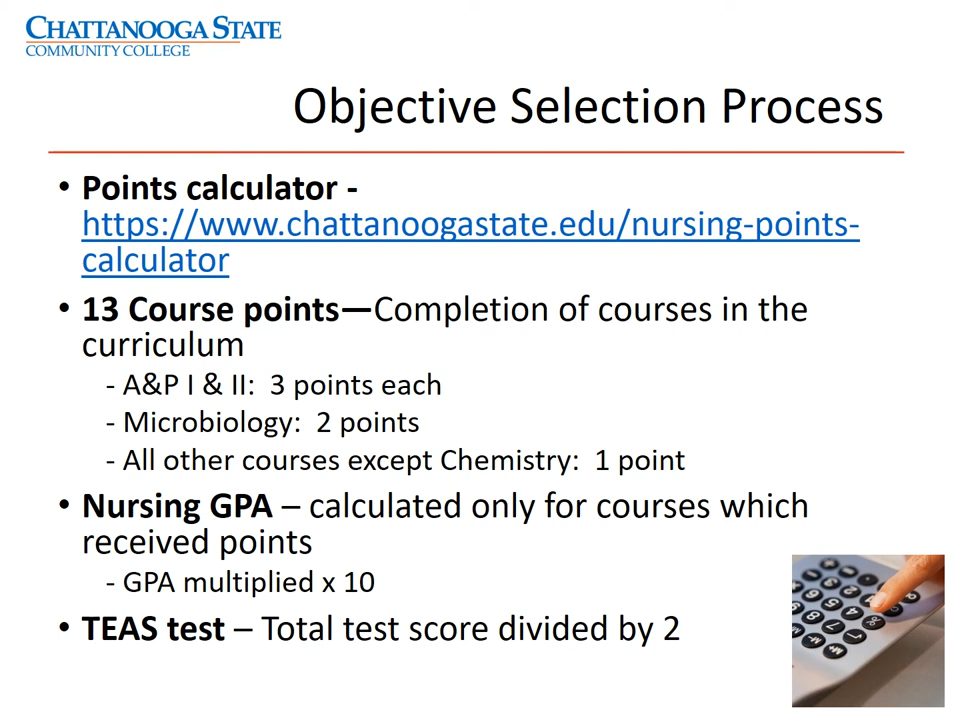 CHATTANOOGA STATE
COMMUNITY COLLEGE
Objective Selection Process
• Points calculator -
https://www.chattanoogastate.edu/nursing-points-
calculator
• 13 Course points—Completion of courses in the
curriculum
- A&P I & II:  3 points each
- Microbiology:  2 points
- All other courses except Chemistry:  1 point
• Nursing GPA – calculated only for courses which
received points
- GPA multiplied x 10
• TEAS test – Total test score divided by 2